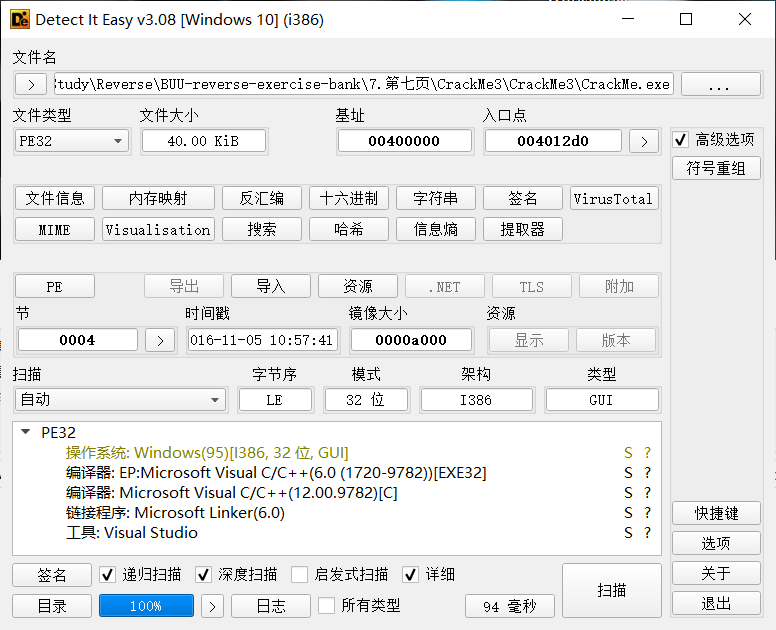 Detect It Easy v3.08 [Windows 10] (i386)
文件名
> :tudy\Reverse\BUU-reverse-exercise-bank\7.第七页\CrackMe3\CrackMe3\CrackMe.exe ...
文件类型 文件大小 基址 入口点
PE32 40.00 KiB 00400000 004012d0 > 高级选项
符号重组
文件信息 内存映射 反汇编 十六进制 字符串 签名 VirusTotal
MIME Visualisation 搜索 哈希 信息熵 提取器
PE 导出 导入 资源 .NET TLS 附加
节 时间戳 镜像大小 资源
0004 > 016-11-05 10:57:41 0000a000 显示 版本
扫描 字节序 模式 架构 类型
自动 LE 32 位 I386 GUI
PE32
操作系统: Windows(95)[I386, 32 位, GUI] S ?
编译器: EP:Microsoft Visual C/C++(6.0 (1720-9782))[EXE32] S ?
编译器: Microsoft Visual C/C++(12.00.9782)[C] S ?
链接程序: Microsoft Linker(6.0) S ?
工具: Visual Studio S ?
快捷键
选项
关于
退出
签名 递归扫描 深度扫描 启发式扫描 详细 扫描
目录 100% > 日志 所有类型 94 毫秒